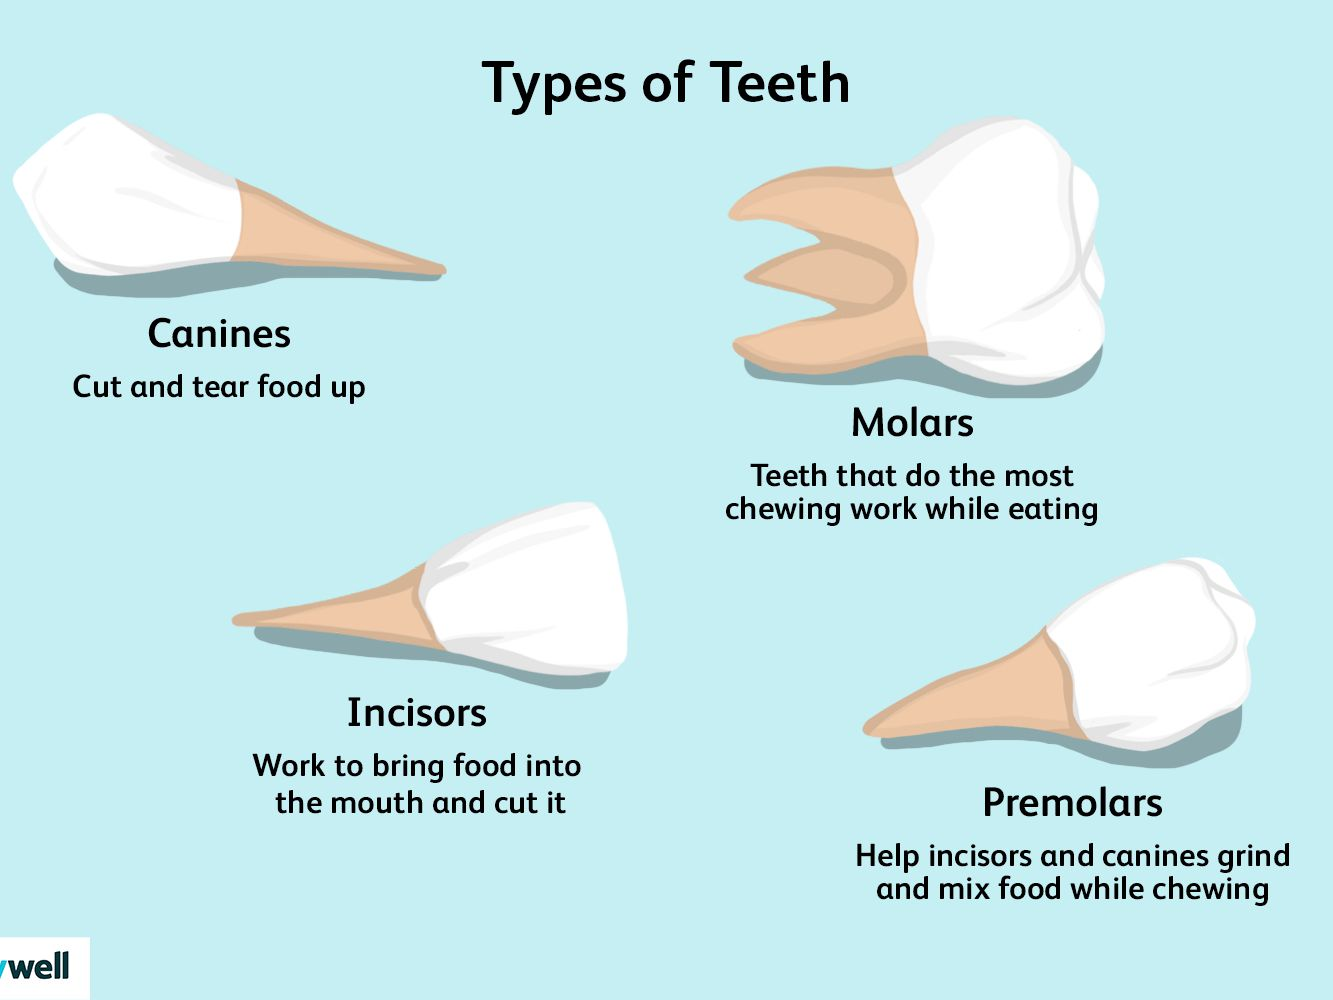 Types of Teeth
Canines
Cut and tear food up
Molars
Teeth that do the most
chewing work while eating
Incisors
Work to bring food into
the mouth and cut it
Premolars
Help incisors and canines grind
and mix food while chewing
well